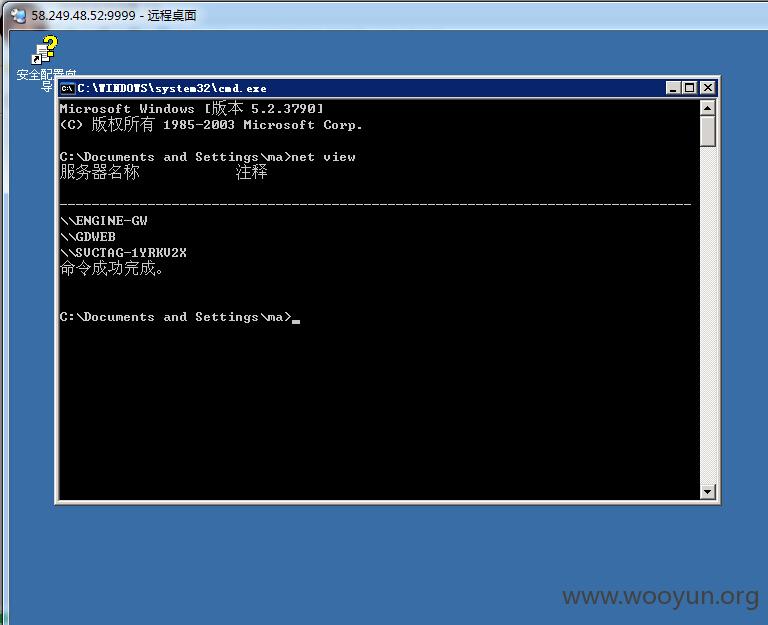 58.249.48.52:9999 - 远程桌面
安全配置向
导
C:\WINDOWS\system32\cmd.exe
Microsoft Windows [版本 5.2.3790]
(C) 版权所有 1985-2003 Microsoft Corp.
C:\Documents and Settings\ma>net view
服务器名称 注释
-------------------------------------------------------------------------------
\\ENGINE-GW
\\GDWEB
\\SVCTAG-1YRKV2X
命令成功完成。
C:\Documents and Settings\ma>_
www.wooyun.org